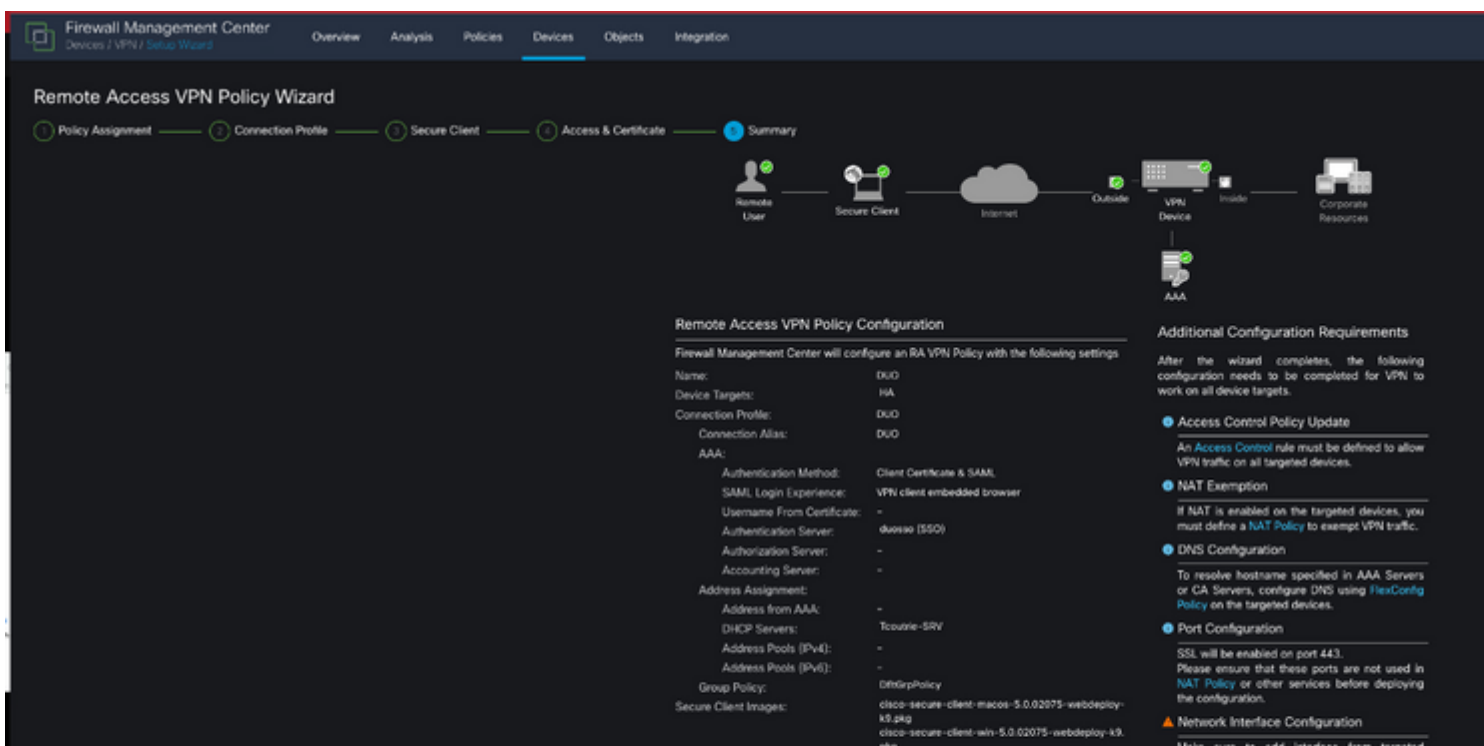 Firewall Management Center
Devices / VPN / Setup Wizard
Overview
Analysis
Policies
Devices
Objects
Integration
Remote Access VPN Policy Wizard
1 Policy Assignment
2 Connection Profile
3 Secure Client
4 Access & Certificate
5 Summary
Remote
User
Secure Client
Internet
Outside
VPN
Device
Inside
Corporate
Resources
AAA
Remote Access VPN Policy Configuration
Firewall Management Center will configure an RA VPN Policy with the following settings
Name: DUO
Device Targets: HA
Connection Profile: DUO
Connection Alias: DUO
AAA:
Authentication Method: Client Certificate & SAML
SAML Login Experience: VPN client embedded browser
Username From Certificate: -
Authentication Server: duosso (SSO)
Authorization Server: -
Accounting Server: -
Address Assignment:
Address from AAA: -
DHCP Servers: Tcoutrie-SRV
Address Pools (IPv4): -
Address Pools (IPv6): -
Group Policy: DfltGrpPolicy
Secure Client Images: cisco-secure-client-macos-5.0.02075-webdeploy-
k9.pkg
cisco-secure-client-win-5.0.02075-webdeploy-k9.
pkg
Additional Configuration Requirements
After the wizard completes, the following
configuration needs to be completed for VPN to
work on all device targets.
Access Control Policy Update
An Access Control rule must be defined to allow
VPN traffic on all targeted devices.
NAT Exemption
If NAT is enabled on the targeted devices, you
must define a NAT Policy to exempt VPN traffic.
DNS Configuration
To resolve hostname specified in AAA Servers
or CA Servers, configure DNS using FlexConfig
Policy on the targeted devices.
Port Configuration
SSL will be enabled on port 443.
Please ensure that these ports are not used in
NAT Policy or other services before deploying
the configuration.
Network Interface Configuration
Make sure to add interface from targeted